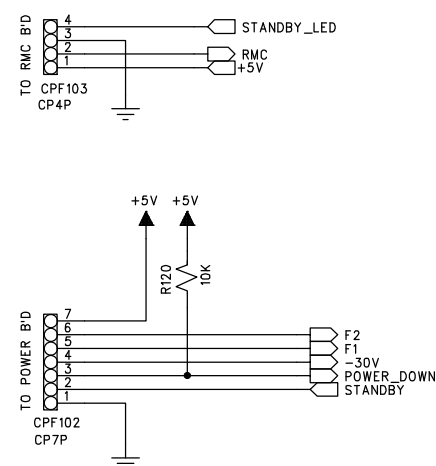 TO RMC B'D
4
3
2
1
STANDBY_LED
RMC
+5V
CPF103
CP4P
+5V
+5V
R120
10K
TO POWER B'D
7
6
5
4
3
2
1
F2
F1
-30V
POWER_DOWN
STANDBY
CPF102
CP7P